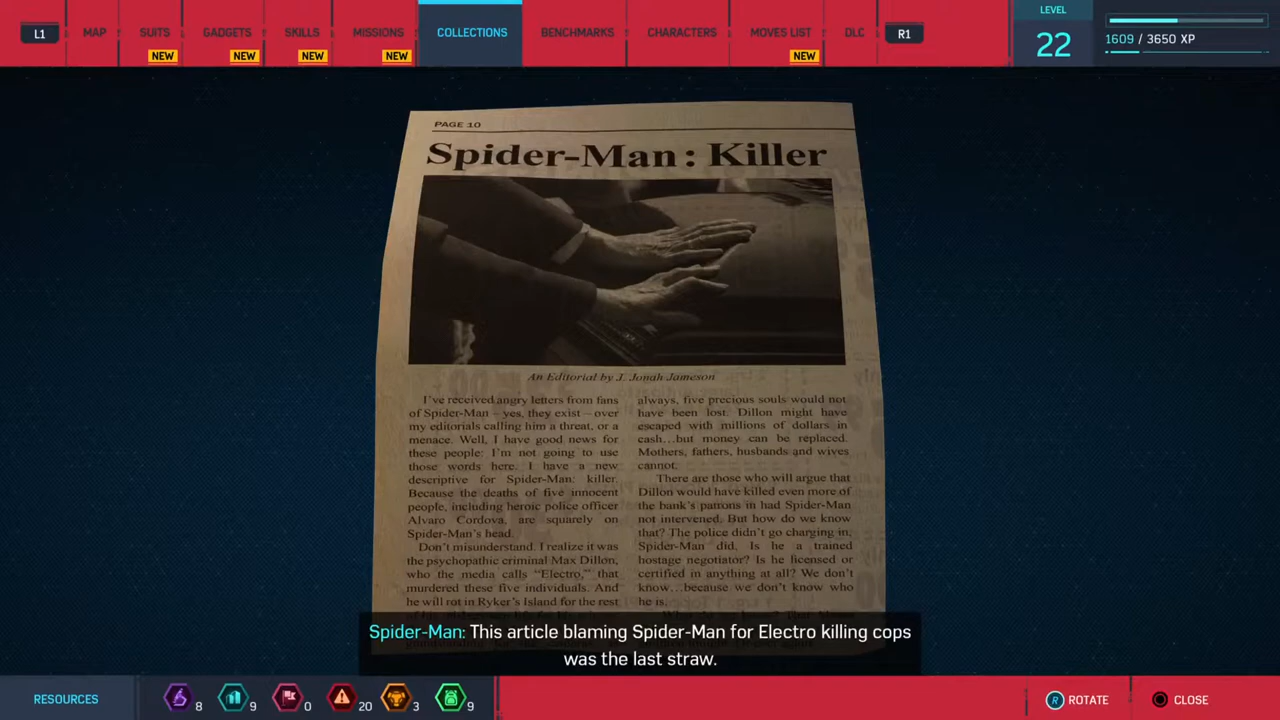 L1
MAP
SUITS
NEW
GADGETS
NEW
SKILLS
NEW
MISSIONS
NEW
COLLECTIONS
BENCHMARKS
CHARACTERS
MOVES LIST
NEW
DLC
R1
LEVEL
22
1609 / 3650 XP
PAGE 10
Spider-Man: Killer
An Editorial by J. Jonah Jameson
I've received angry letters from fans
of Spider-Man – yes, they exist – over
my editorials calling him a threat, or a
menace. Well, I have good news for
these people: I'm not going to use
those words here. I have a new
descriptive for Spider-Man: killer.
Because the deaths of five innocent
people, including heroic police officer
Alvaro Cordova, are squarely on
Spider-Man's head.
Don't misunderstand. I realize it was
the psychopathic criminal Max Dillon,
who the media calls "Electro," that
murdered these five individuals. And
he will rot in Ryker's Island for the rest
always, five precious souls would not
have been lost. Dillon might have
escaped with millions of dollars in
cash...but money can be replaced.
Mothers, fathers, husbands and wives
cannot.
There are those who will argue that
Dillon would have killed even more of
the bank's patrons in had Spider-Man
not intervened. But how do we know
that? The police didn't go charging in,
Spider-Man did. Is he a trained
hostage negotiator? Is he licensed or
certified in anything at all? We don't
know...because we don't know who
he is.
Spider-Man: This article blaming Spider-Man for Electro killing cops
was the last straw.
RESOURCES
8
9
0
20
3
9
R ROTATE
CLOSE